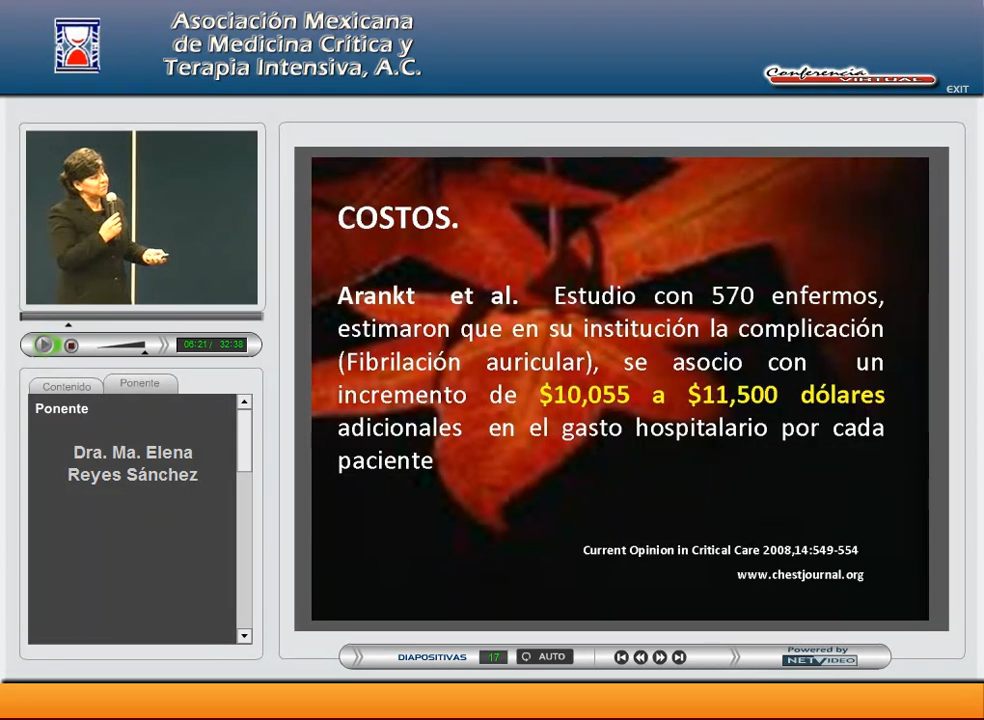 Asociación Mexicana
de Medicina Crítica y
Terapia Intensiva, A.C.
Conferencia
VIRTUAL
EXIT
06:21/ 32:38
Contenido
Ponente
Ponente
Dra. Ma. Elena
Reyes Sánchez
COSTOS.
Arankt et al. Estudio con 570 enfermos,
estimaron que en su institución la complicación
(Fibrilación auricular), se asocio con un
incremento de $10,055 a $11,500 dólares
adicionales en el gasto hospitalario por cada
paciente
Current Opinion in Critical Care 2008,14:549-554
www.chestjournal.org
DIAPOSITIVAS
17
AUTO
Powered by
NETVIDEO